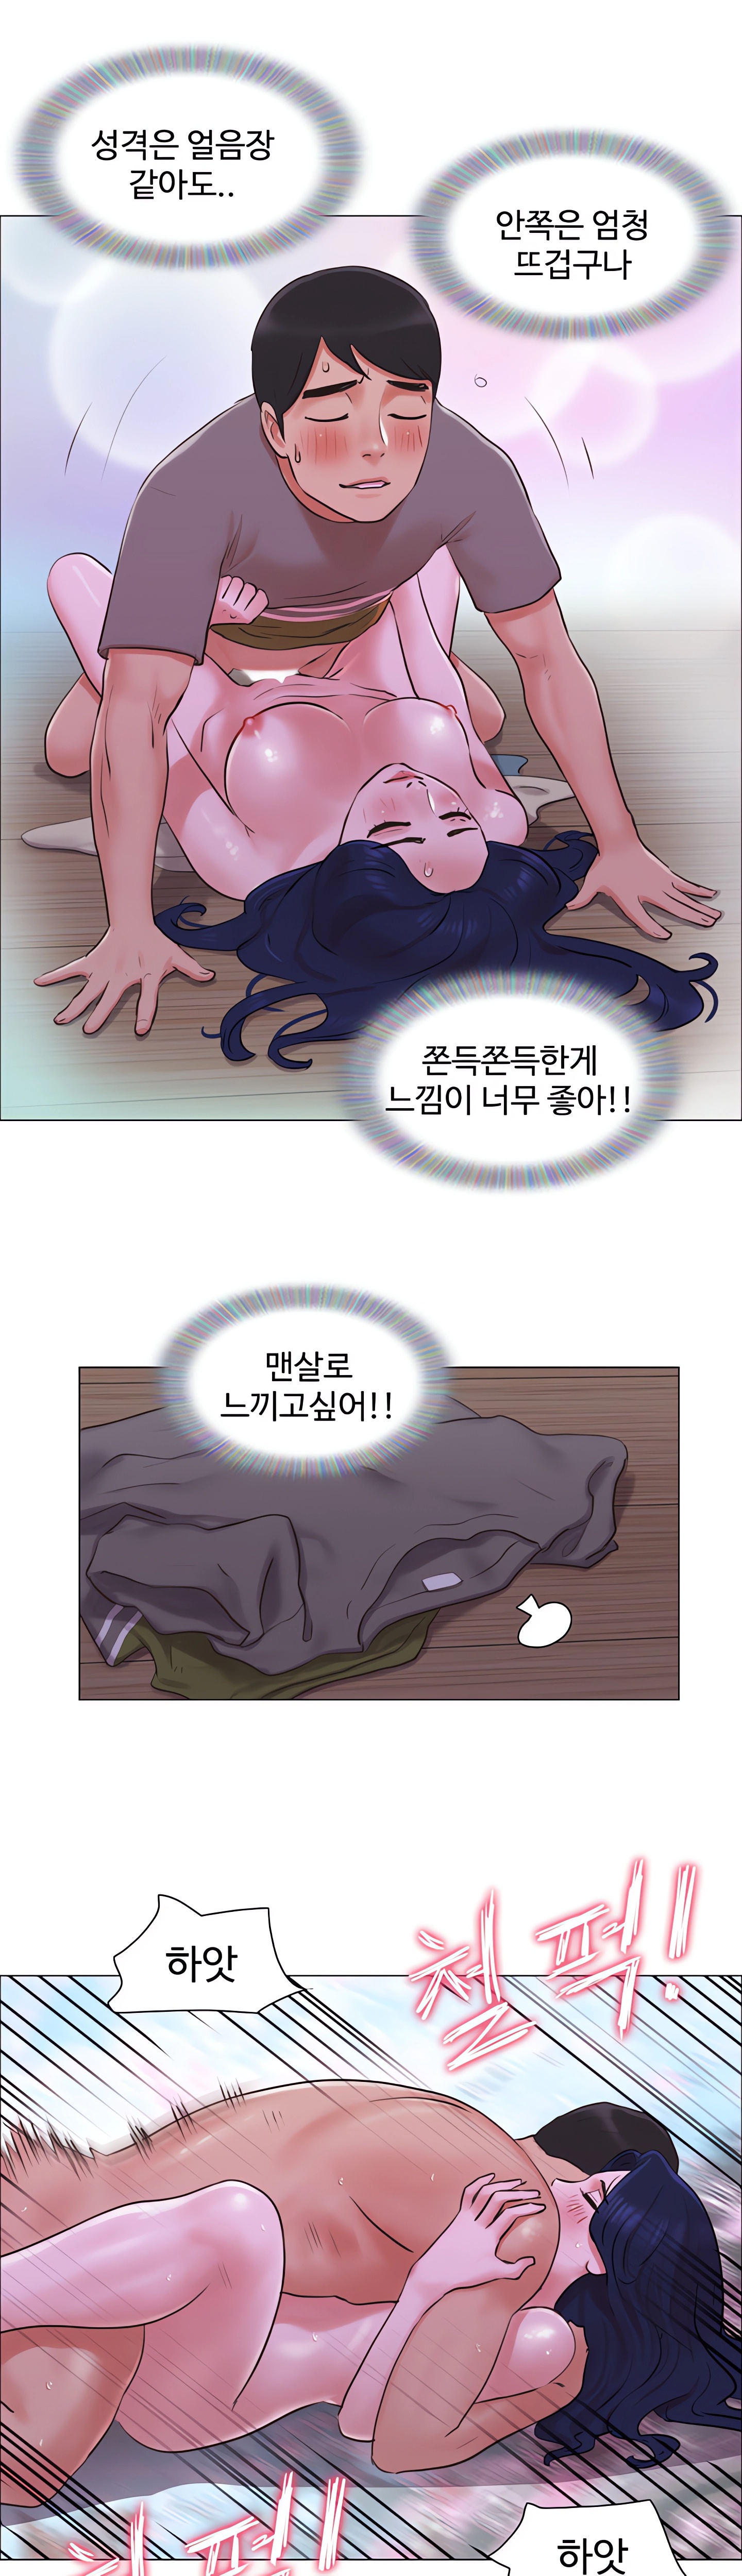 성격은 얼음장
같아도..
안쪽은 엄청
뜨겁구나
쫀득쫀득한게
느낌이 너무 좋아!!
맨살로
느끼고싶어!!
하앗
철 퍽!
하앗